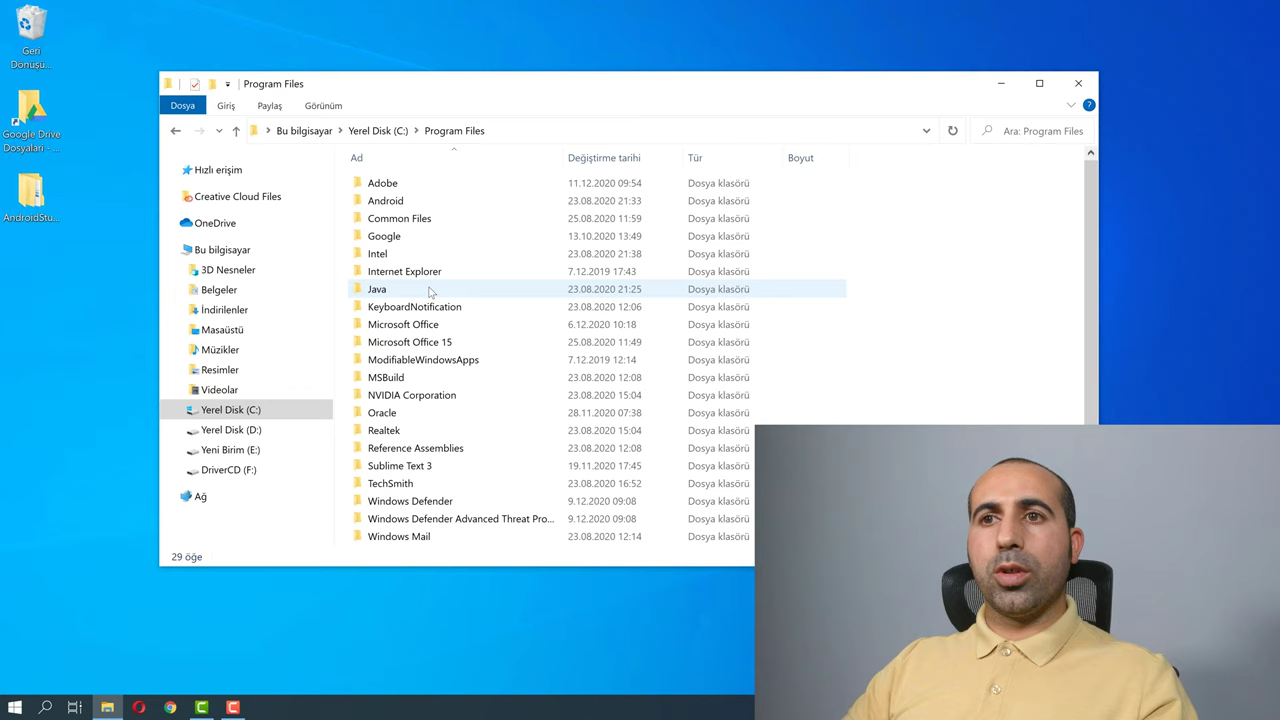 Geri
Dönüşü...
Google Drive
Dosyaları - ...
AndroidStu...
Program Files
Dosya Giriş Paylaş Görünüm
Bu bilgisayar Yerel Disk (C:) Program Files
Ara: Program Files
Hızlı erişim
Creative Cloud Files
OneDrive
Bu bilgisayar
3D Nesneler
Belgeler
İndirilenler
Masaüstü
Müzikler
Resimler
Videolar
Yerel Disk (C:)
Yerel Disk (D:)
Yeni Birim (E:)
DriverCD (F:)
Ağ
Ad Değiştirme tarihi Tür Boyut
Adobe 11.12.2020 09:54 Dosya klasörü
Android 23.08.2020 21:33 Dosya klasörü
Common Files 25.08.2020 11:59 Dosya klasörü
Google 13.10.2020 13:49 Dosya klasörü
Intel 23.08.2020 21:38 Dosya klasörü
Internet Explorer 7.12.2019 17:43 Dosya klasörü
Java 23.08.2020 21:25 Dosya klasörü
KeyboardNotification 23.08.2020 12:06 Dosya klasörü
Microsoft Office 6.12.2020 10:18 Dosya klasörü
Microsoft Office 15 25.08.2020 11:49 Dosya klasörü
ModifiableWindowsApps 7.12.2019 12:14 Dosya klasörü
MSBuild 23.08.2020 12:08 Dosya klasörü
NVIDIA Corporation 23.08.2020 15:04 Dosya klasörü
Oracle 28.11.2020 07:38 Dosya klasörü
Realtek 23.08.2020 15:04 Dosya klasörü
Reference Assemblies 23.08.2020 12:08 Dosya klasörü
Sublime Text 3 19.11.2020 17:45 Dosya klasörü
TechSmith 23.08.2020 16:52 Dosya klasörü
Windows Defender 9.12.2020 09:08 Dosya klasörü
Windows Defender Advanced Threat Pro... 9.12.2020 09:08 Dosya klasörü
Windows Mail 23.08.2020 12:14 Dosya klasörü
29 öğe